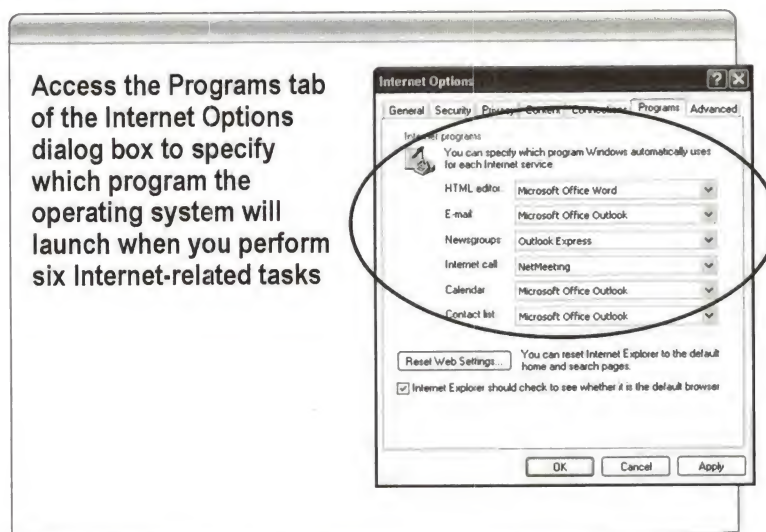 Access the Programs tab
of the Internet Options
dialog box to specify
which program the
operating system will
launch when you perform
six Internet-related tasks
Internet Options
General Security Privacy Content Connections Programs Advanced
Internet programs
You can specify which program Windows automatically uses
for each Internet service.
HTML editor: Microsoft Office Word
E-mail: Microsoft Office Outlook
Newsgroups: Outlook Express
Internet call: NetMeeting
Calendar: Microsoft Office Outlook
Contact list: Microsoft Office Outlook
Reset Web Settings... You can reset Internet Explorer to the default
home and search pages.
Internet Explorer should check to see whether it is the default browser
OK Cancel Apply